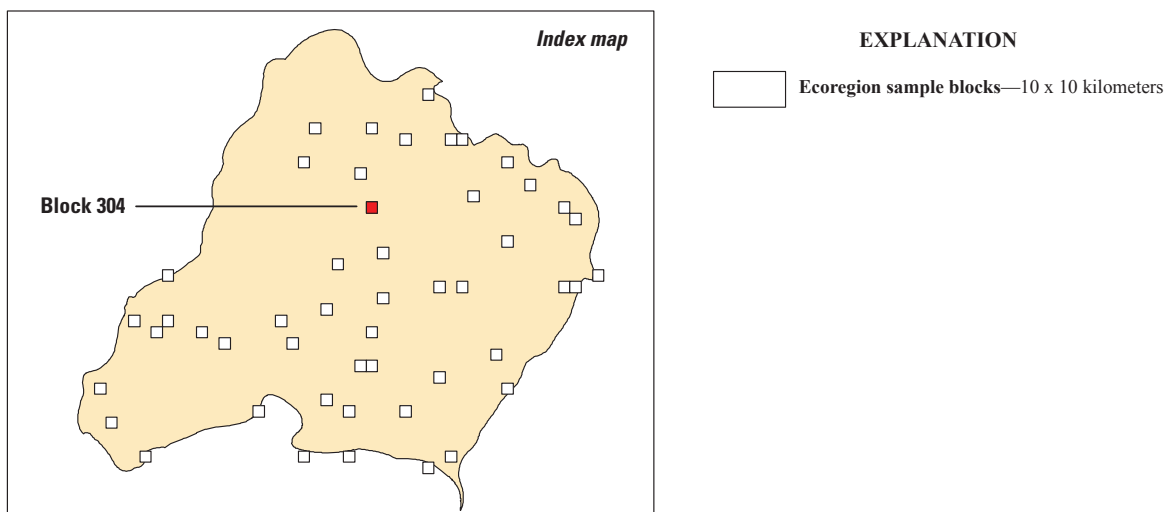 Index map
EXPLANATION
Ecoregion sample blocks—10 x 10 kilometers
Block 304